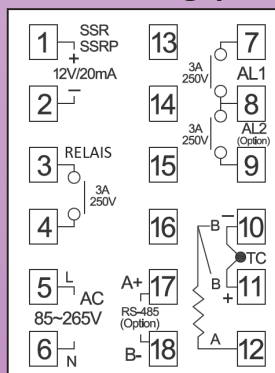 1 SSR 13 7
SSRP
+
12V/20mA 3A 250V AL1
2 − 14 8
3A 250V AL2
(Option)
3 RELAIS 15 9
3A
250V
4 16 B − 10
TC
5 L A+ 17 B + 11
AC RS-485
85~265V (Option)
6 N B- 18 A 12